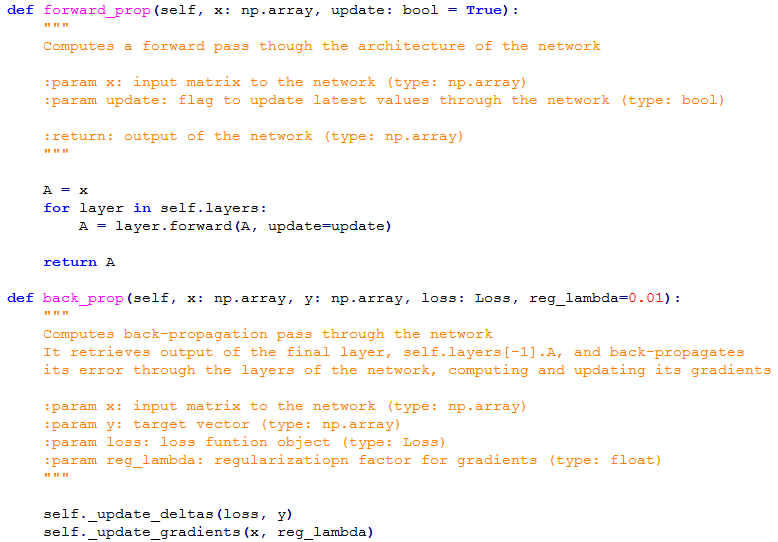 def forward_prop(self, x: np.array, update: bool = True):
"""
Computes a forward pass though the architecture of the network
:param x: input matrix to the network (type: np.array)
:param update: flag to update latest values through the network (type: bool)
:return: output of the network (type: np.array)
"""
A = x
for layer in self.layers:
A = layer.forward(A, update=update)
return A
def back_prop(self, x: np.array, y: np.array, loss: Loss, reg_lambda=0.01):
"""
Computes back-propagation pass through the network
It retrieves output of the final layer, self.layers[-1].A, and back-propagates
its error through the layers of the network, computing and updating its gradients
:param x: input matrix to the network (type: np.array)
:param y: target vector (type: np.array)
:param loss: loss funtion object (type: Loss)
:param reg_lambda: regularizatiopn factor for gradients (type: float)
"""
self._update_deltas(loss, y)
self._update_gradients(x, reg_lambda)